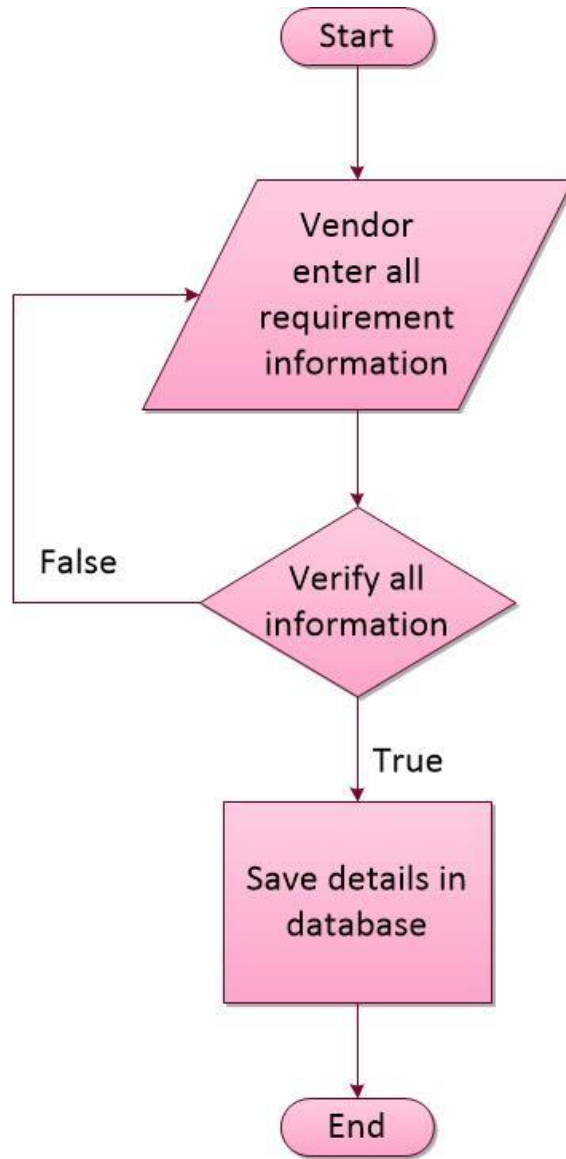 Start
Vendor
enter all
requirement
information
False
Verify all
information
True
Save details in
database
End